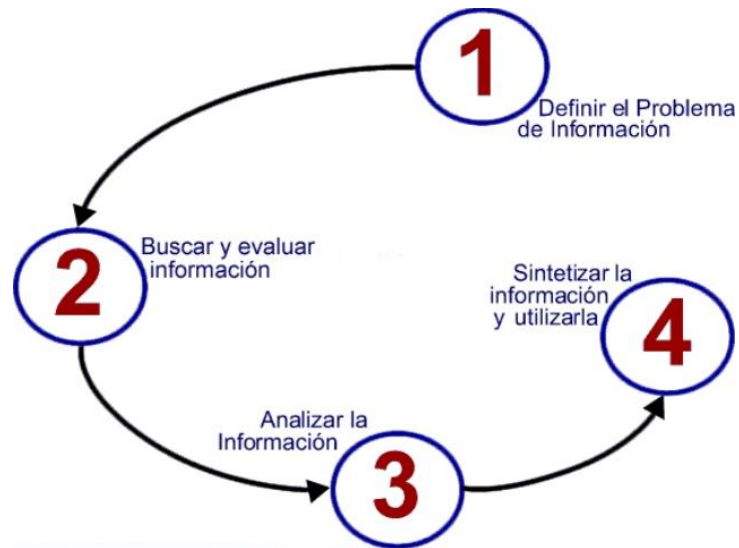 1
Definir el Problema
de Información
2
Buscar y evaluar
información
3
Analizar la
Información
4
Sintetizar la
información
y utilizarla